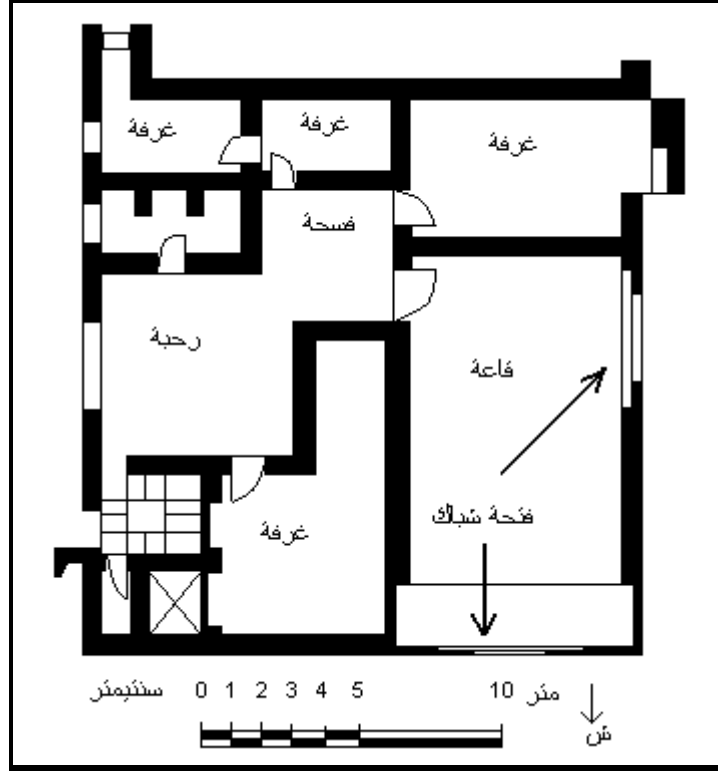 غرفة
غرفة
غرفة
فسحة
رحبة
قاعة
فتحة شباك
غرفة
سنتيمتر 0 1 2 3 4 5 10 متر
ش